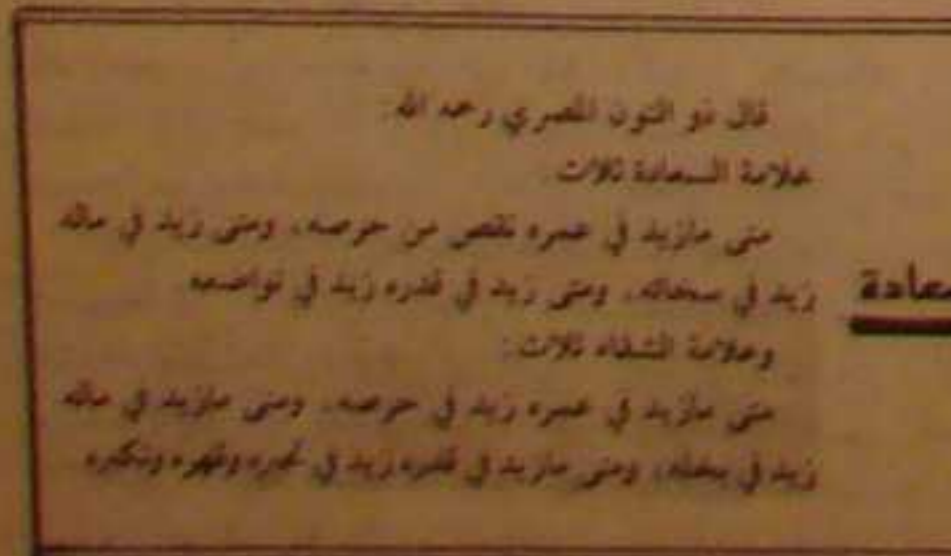 قال ذو النون المصري رحمه الله
علامة السعادة ثلاث
متى مازيد في عمره نقص من حرصه، ومتى زيد في ماله
زيد في سخائه، ومتى زيد في قدره زيد في تواضعه
وعلامة الشقاء ثلاث:
متى مازيد في عمره زيد في حرصه، ومتى مازيد في ماله
زيد في بخله، ومتى مازيد في قدره زيد في تجبره وقهره وتكبره
عادة